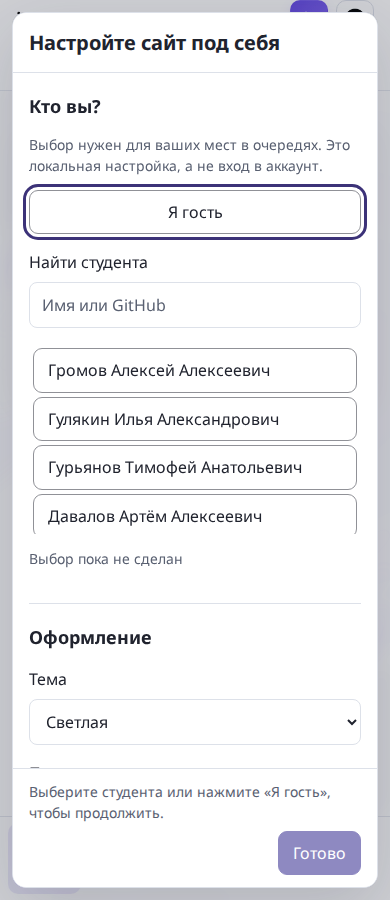 Настройте сайт под себя
Кто вы?
Выбор нужен для ваших мест в очередях. Это
локальная настройка, а не вход в аккаунт.
Я гость
Найти студента
Имя или GitHub
Громов Алексей Алексеевич
Гулякин Илья Александрович
Гурьянов Тимофей Анатольевич
Давалов Артём Алексеевич
Выбор пока не сделан
Оформление
Тема
Светлая
Выберите студента или нажмите «Я гость»,
чтобы продолжить.
Готово